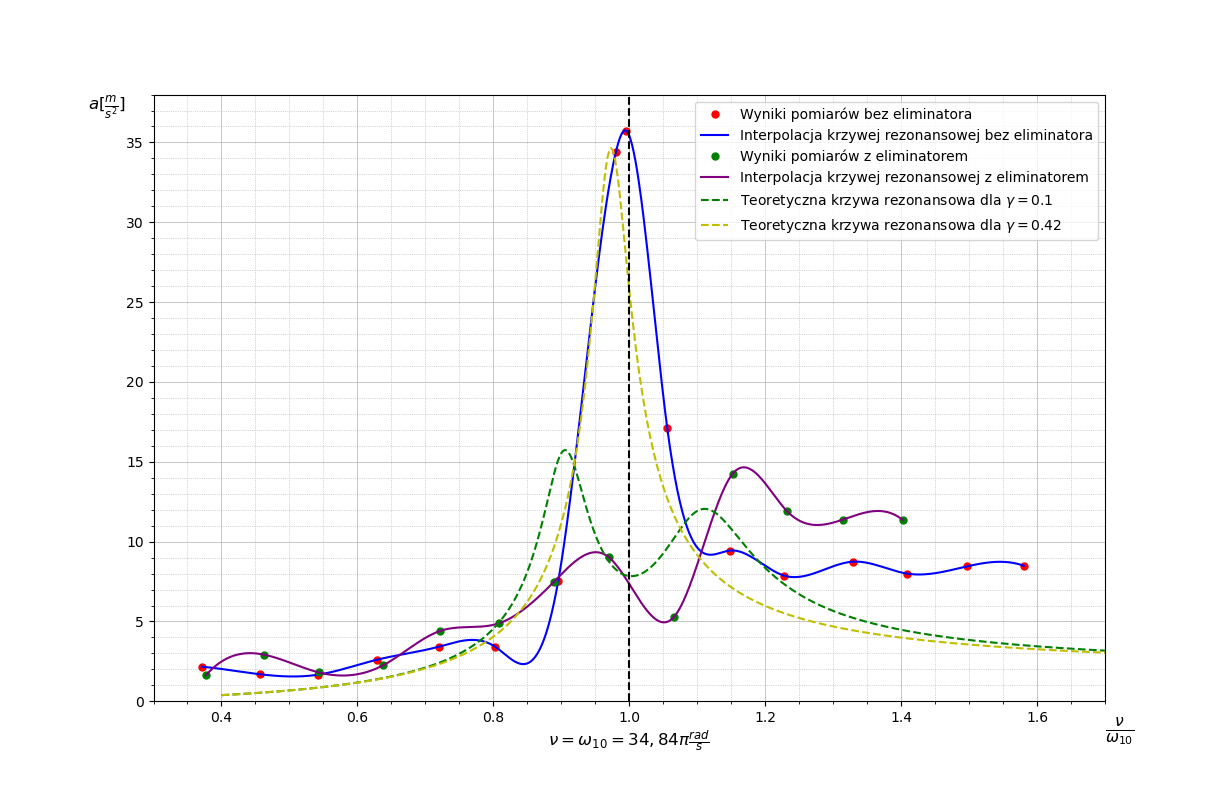 a[m/s²]
Wyniki pomiarów bez eliminatora
Interpolacja krzywej rezonansowej bez eliminatora
Wyniki pomiarów z eliminatorem
Interpolacja krzywej rezonansowej z eliminatorem
Teoretyczna krzywa rezonansowa dla γ = 0.1
Teoretyczna krzywa rezonansowa dla γ = 0.42
35
30
25
20
15
10
5
0
0.4 0.6 0.8 1.0 1.2 1.4 1.6
ν/ω₁₀
ν = ω₁₀ = 34, 84π rad/s